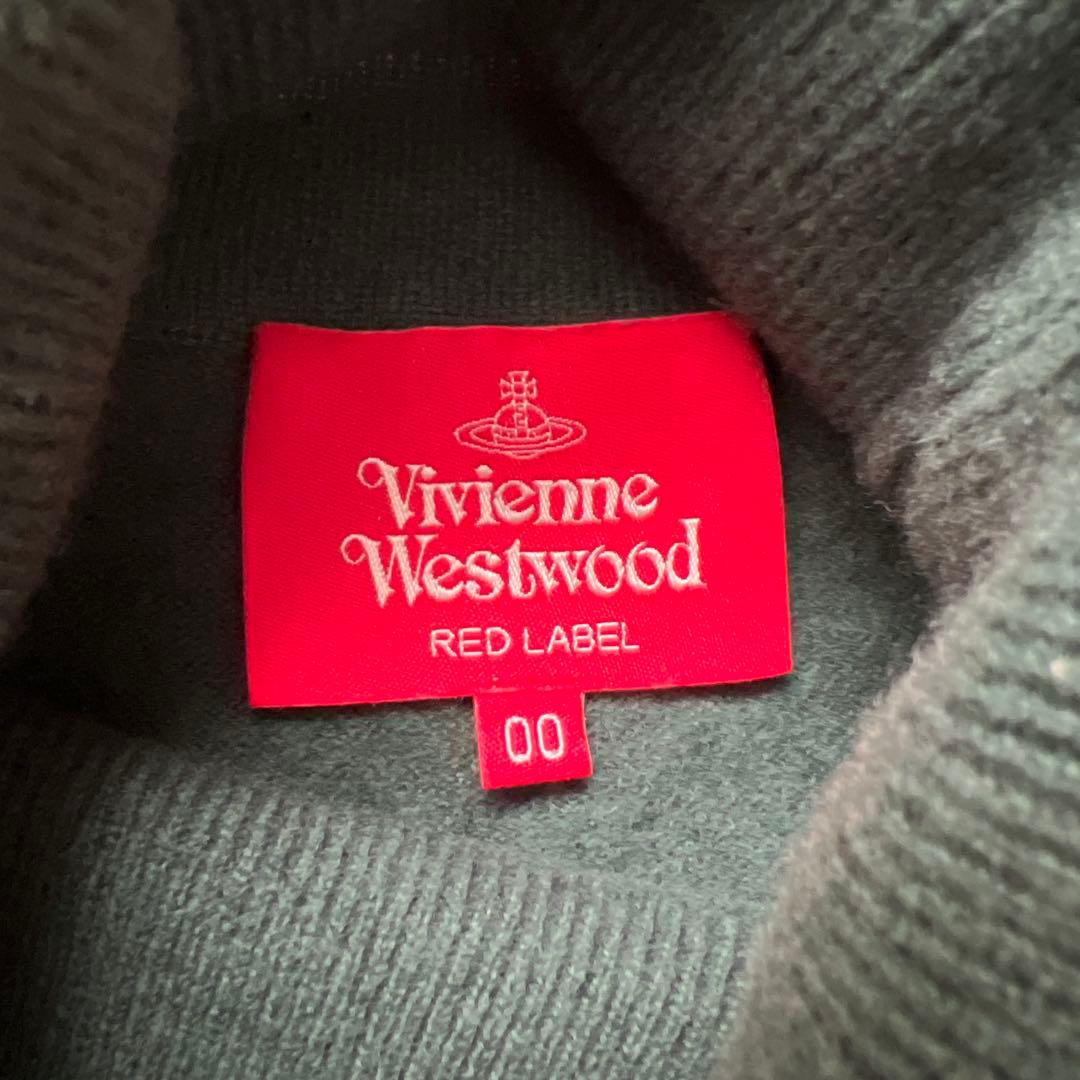 Vivienne
Westwood
RED LABEL
00